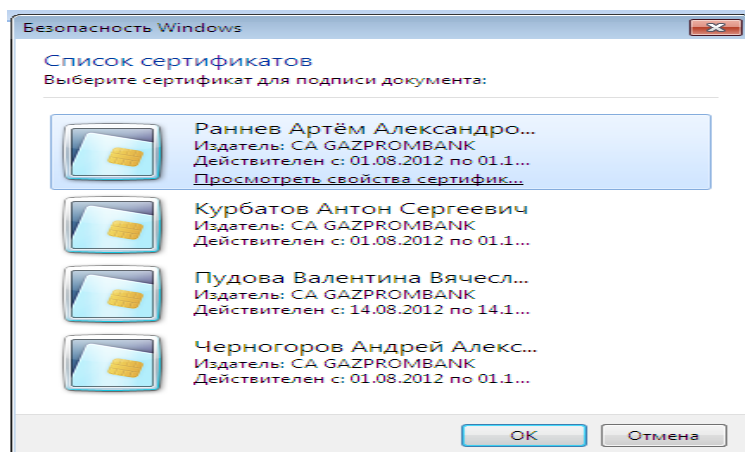 Безопасность Windows
Список сертификатов
Выберите сертификат для подписи документа:
Раннев Артём Александро...
Издатель: CA GAZPROMBANK
Действителен с: 01.08.2012 по 01.1...
Просмотреть свойства сертифик...
Курбатов Антон Сергеевич
Издатель: CA GAZPROMBANK
Действителен с: 01.08.2012 по 01.1...
Пудова Валентина Вячесл...
Издатель: CA GAZPROMBANK
Действителен с: 14.08.2012 по 14.1...
Черногоров Андрей Алекс...
Издатель: CA GAZPROMBANK
Действителен с: 01.08.2012 по 01.1...
OK Отмена